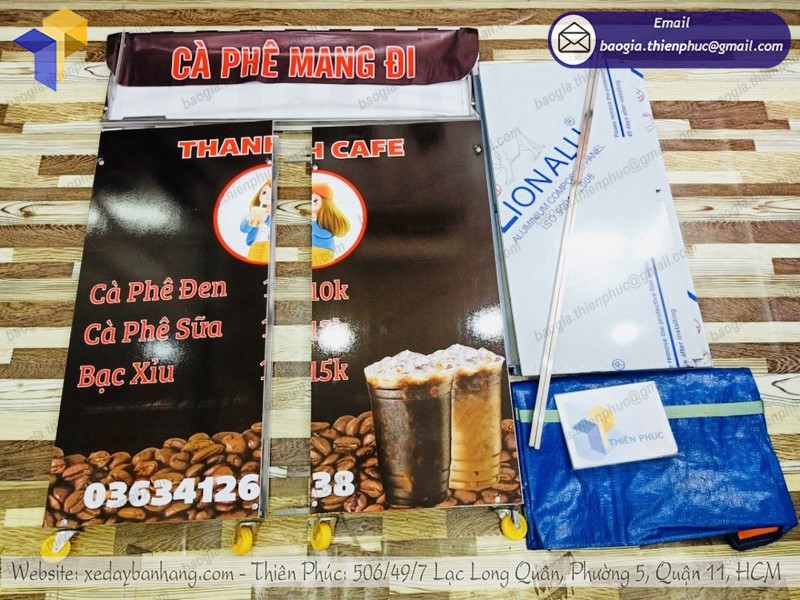 Email
baogia.thienphuc@gmail.com
CÀ PHÊ MANG ĐI
THANH CAFE
LIONALU®
ALUMINIUM COMPOSITE PANEL
Cà Phê Đen 10k
Cà Phê Sữa
Bạc Xỉu 15k
0363412638
THIÊN PHÚC
Website: xedaybanhang.com - Thiên Phúc: 506/49/7 Lạc Long Quân, Phường 5, Quận 11, HCM